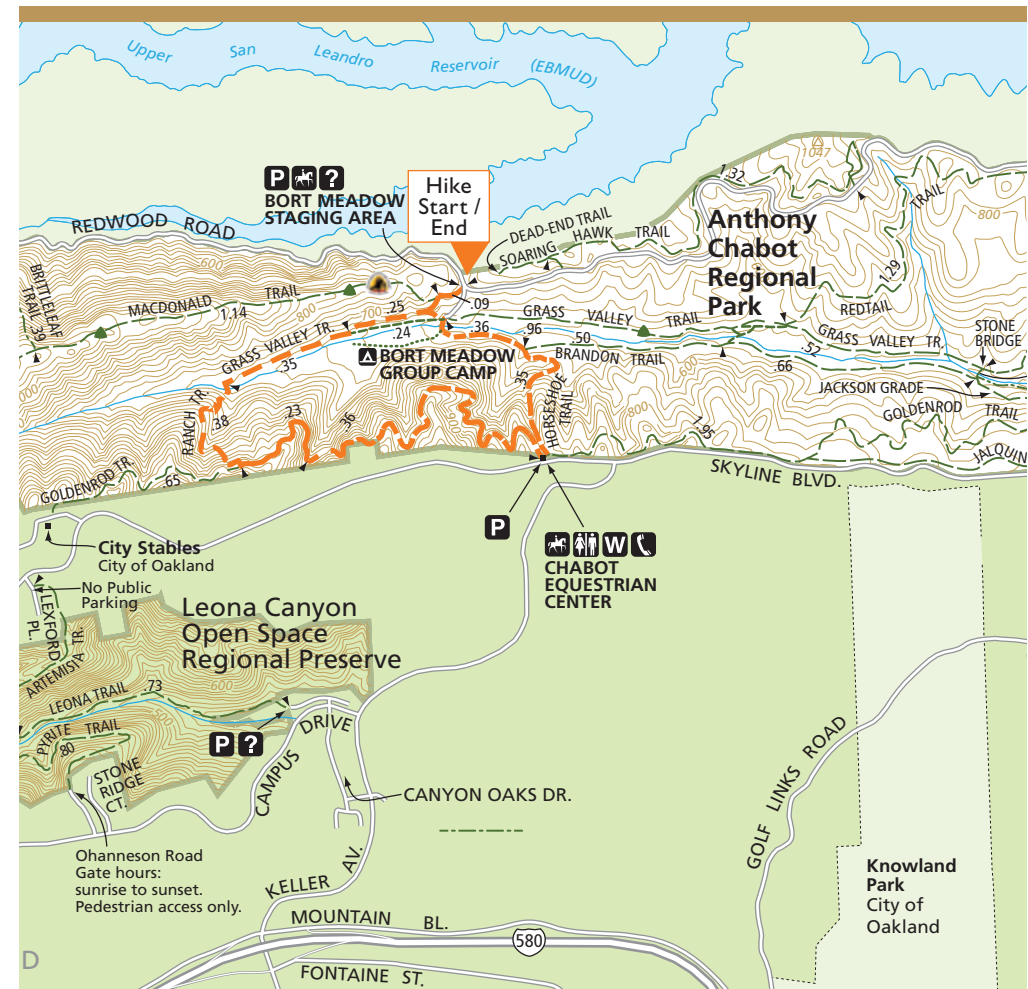 Upper San Leandro Reservoir (EBMUD)
P ?
BORT MEADOW
STAGING AREA
Hike
Start /
End
REDWOOD ROAD
DEAD-END TRAIL
SOARING HAWK TRAIL
1.32
1047
TRAIL
800
Anthony
Chabot
Regional
Park
1.29
BRITTLELEAF
TRAIL .39
MACDONALD TRAIL
1.14
800
700
.25
.09
GRASS VALLEY TR.
.35
.24
.36
.96
GRASS VALLEY TRAIL
REDTAIL
.50
BRANDON TRAIL
600
.66
.52
GRASS VALLEY TR.
STONE
BRIDGE
JACKSON GRADE
GOLDENROD TRAIL
BORT MEADOW
GROUP CAMP
600
RANCH TR.
.38
.23
.36
.35
HORSESHOE
TRAIL
800
1.95
JALQUIN
SKYLINE BLVD.
GOLDENROD TR.
.65
P
W
CHABOT
EQUESTRIAN
CENTER
City Stables
City of Oakland
No Public
Parking
LEXFORD
PL.
ARTEMISIA TR.
Leona Canyon
Open Space
Regional Preserve
600
LEONA TRAIL
.73
500
PYRITE TRAIL
.80
P ?
STONE
RIDGE
CT.
CAMPUS DRIVE
CANYON OAKS DR.
Ohanneson Road
Gate hours:
sunrise to sunset.
Pedestrian access only.
KELLER AV.
GOLF LINKS ROAD
Knowland
Park
City of
Oakland
MOUNTAIN BL.
580
FONTAINE ST.
D